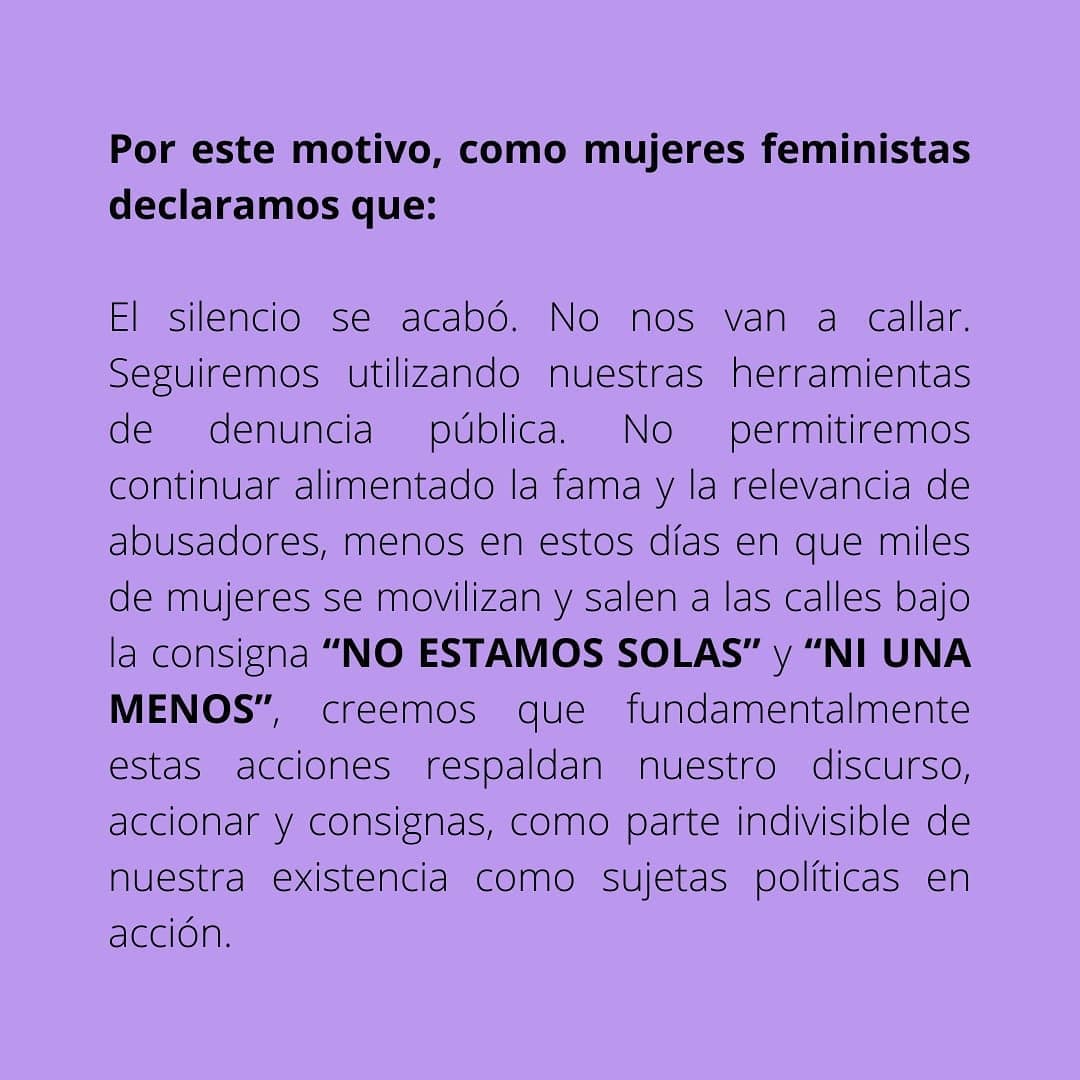 Por este motivo, como mujeres feministas
declaramos que:
El silencio se acabó. No nos van a callar.
Seguiremos utilizando nuestras herramientas
de denuncia pública. No permitiremos
continuar alimentado la fama y la relevancia de
abusadores, menos en estos días en que miles
de mujeres se movilizan y salen a las calles bajo
la consigna “NO ESTAMOS SOLAS” y “NI UNA
MENOS”, creemos que fundamentalmente
estas acciones respaldan nuestro discurso,
accionar y consignas, como parte indivisible de
nuestra existencia como sujetas políticas en
acción.